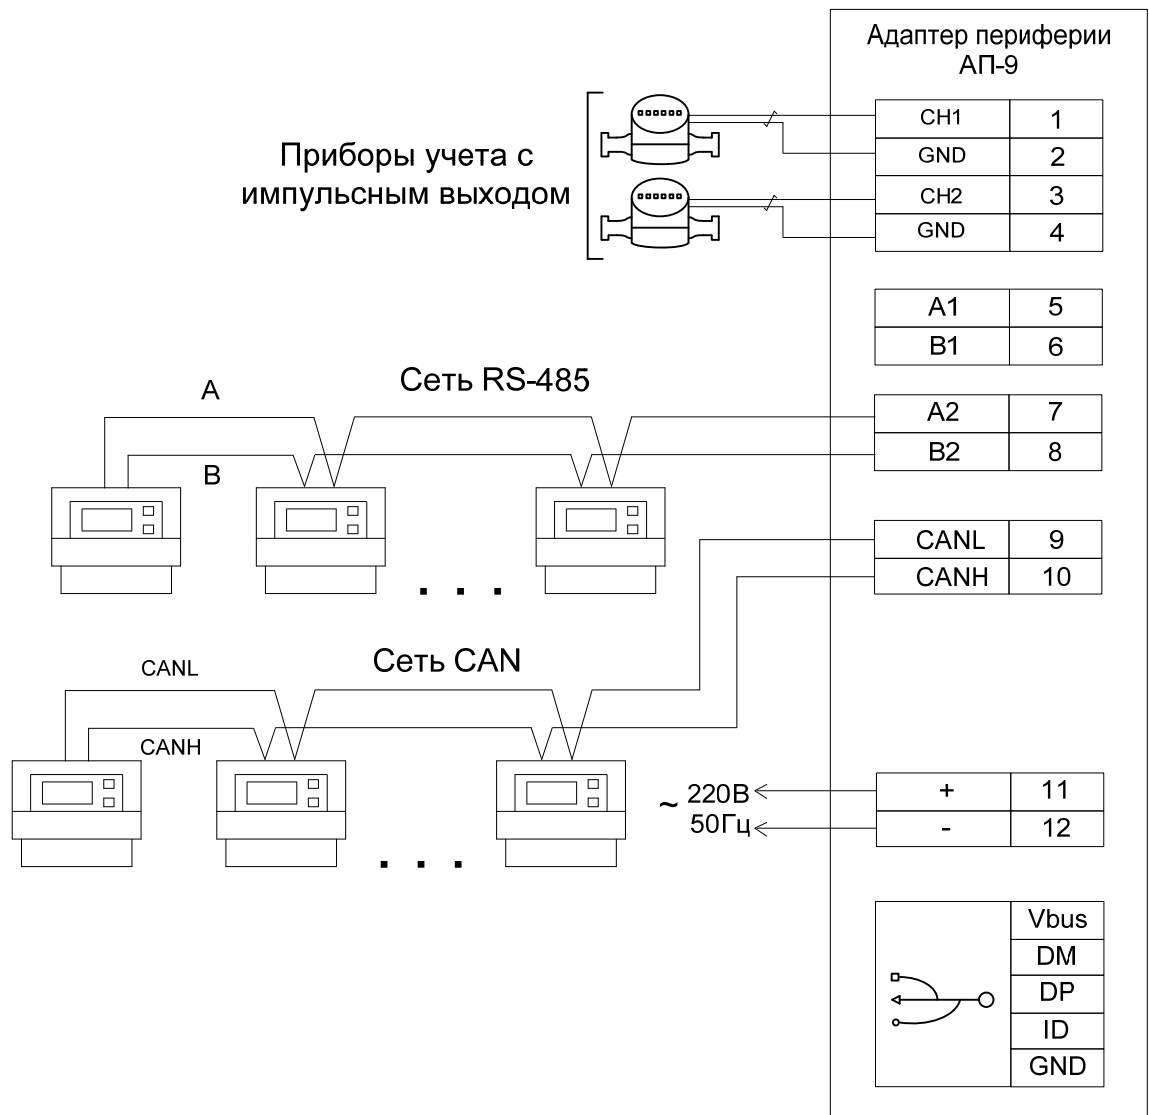 Адаптер периферии
АП-9
Приборы учета с
импульсным выходом
CH1 1
GND 2
CH2 3
GND 4
A1 5
B1 6
Сеть RS-485
A
B
A2 7
B2 8
CANL 9
CANH 10
. . .
Сеть CAN
CANL
CANH
. . .
~ 220В
50Гц
+ 11
- 12
Vbus
DM
DP
ID
GND